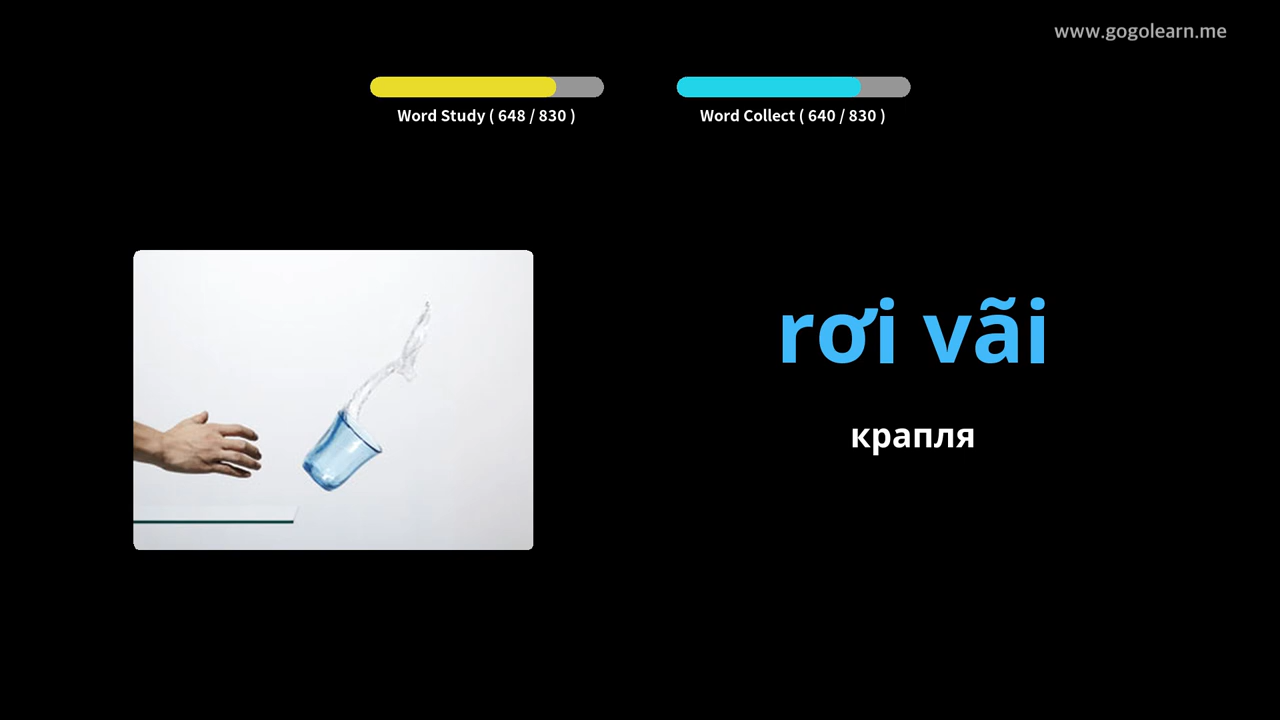 www.gogolearn.me
Word Study ( 648 / 830 )
Word Collect ( 640 / 830 )
rơi vãi
крапля